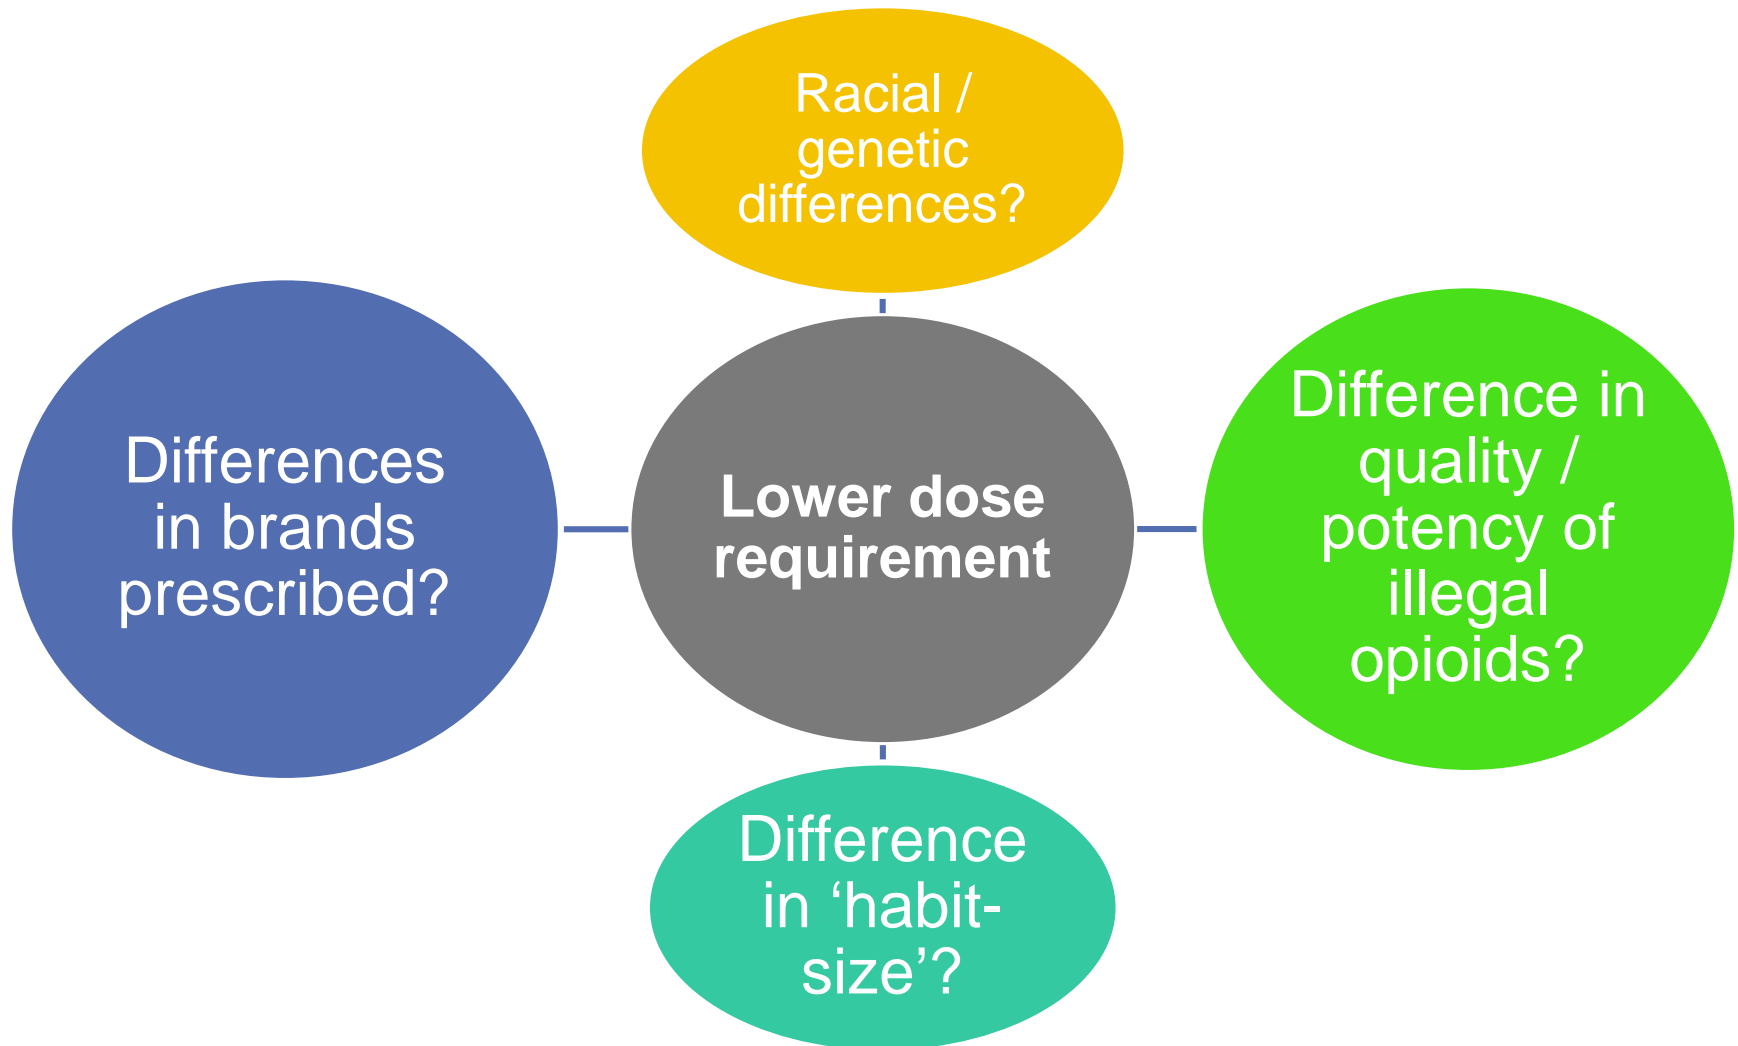 Racial /
genetic
differences?
Differences
in brands
prescribed?
Lower dose
requirement
Difference in
quality /
potency of
illegal
opioids?
Difference
in ‘habit-
size’?